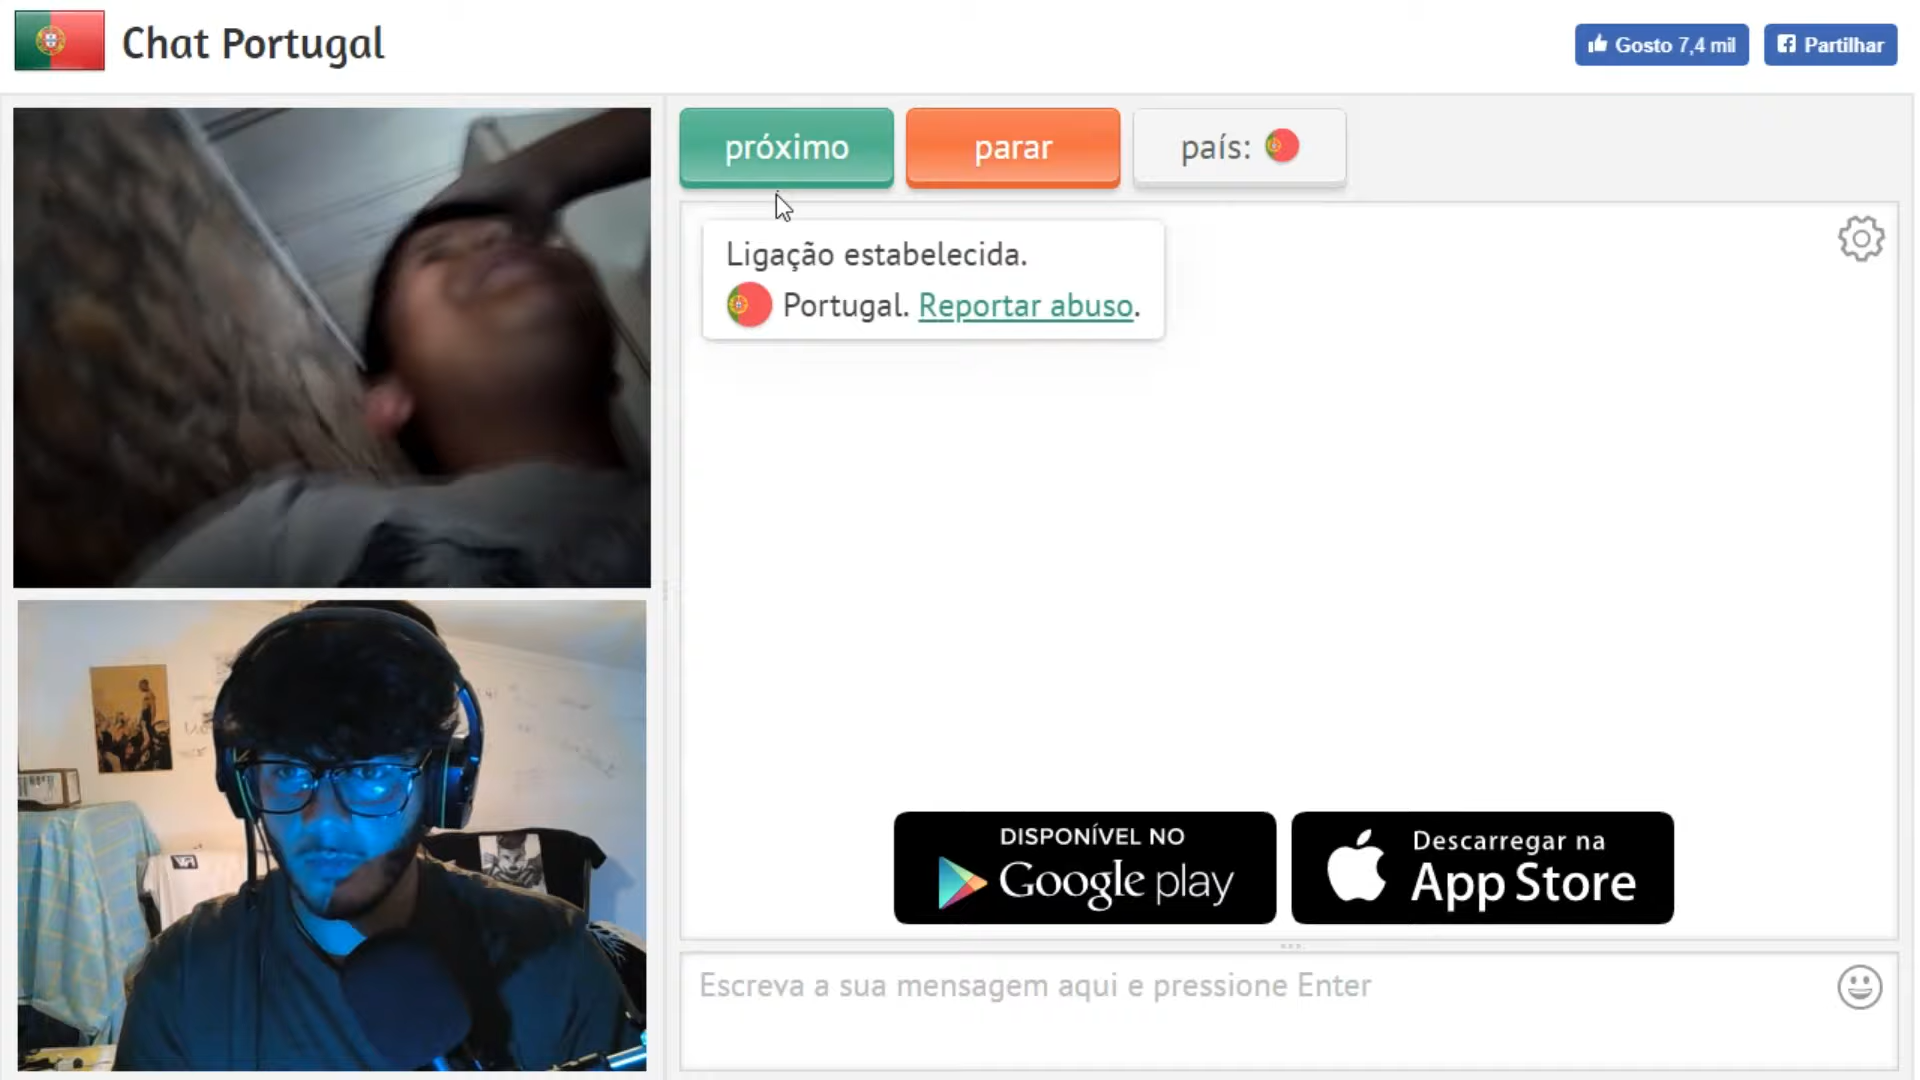 Chat Portugal
Gosto 7,4 mil
Partilhar
próximo
parar
país:
Ligação estabelecida.
Portugal. Reportar abuso.
DISPONÍVEL NO
Google play
Descarregar na
App Store
Escreva a sua mensagem aqui e pressione Enter